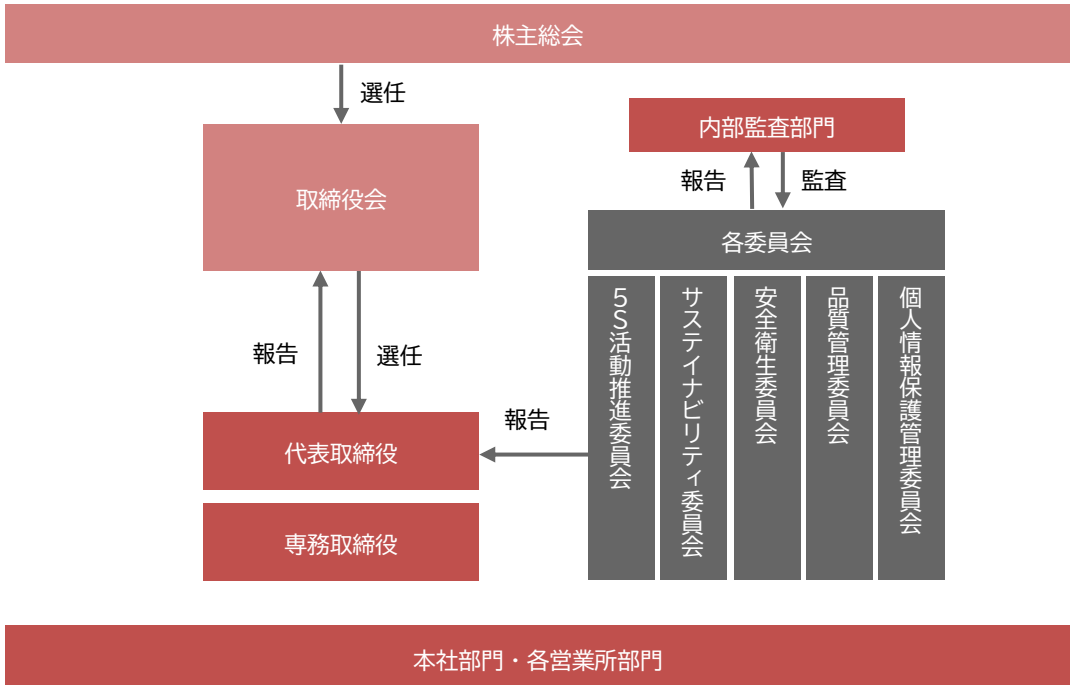 株主総会
選任
取締役会
報告
選任
代表取締役
専務取締役
内部監査部門
報告
監査
各委員会
報告
5S活動推進委員会
サステイナビリティ委員会
安全衛生委員会
品質管理委員会
個人情報保護管理委員会
本社部門・各営業所部門